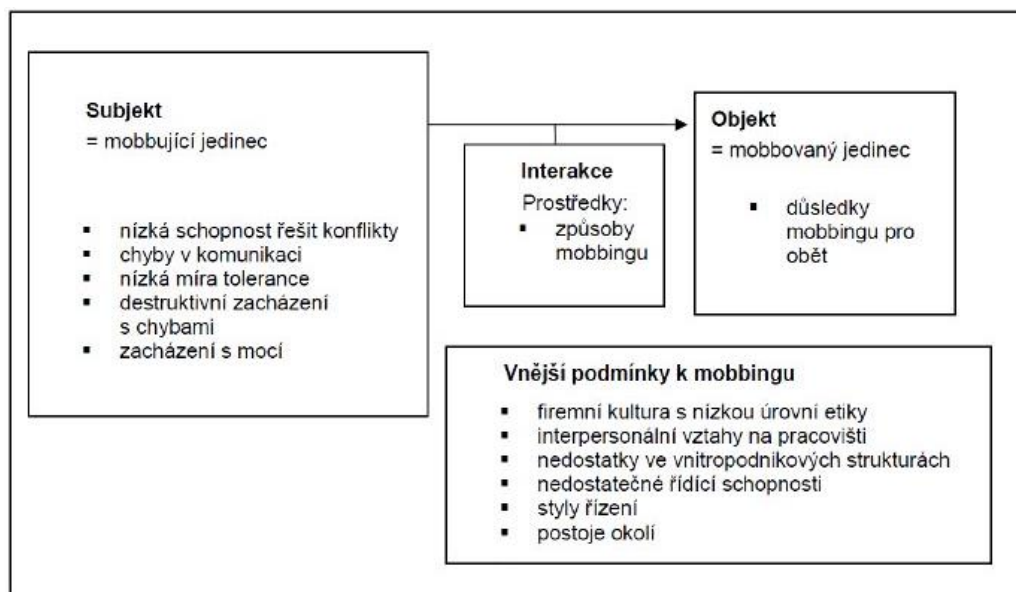 Subjekt
= mobbující jedinec
▪ nízká schopnost řešit konflikty
▪ chyby v komunikaci
▪ nízká míra tolerance
▪ destruktivní zacházení
s chybami
▪ zacházení s mocí
Interakce
Prostředky:
▪ způsoby
mobbingu
Objekt
= mobbovaný jedinec
▪ důsledky
mobbingu pro
obět
Vnější podmínky k mobbingu
▪ firemní kultura s nízkou úrovní etiky
▪ interpersonální vztahy na pracovišti
▪ nedostatky ve vnitropodnikových strukturách
▪ nedostatečné řídící schopnosti
▪ styly řízení
▪ postoje okolí